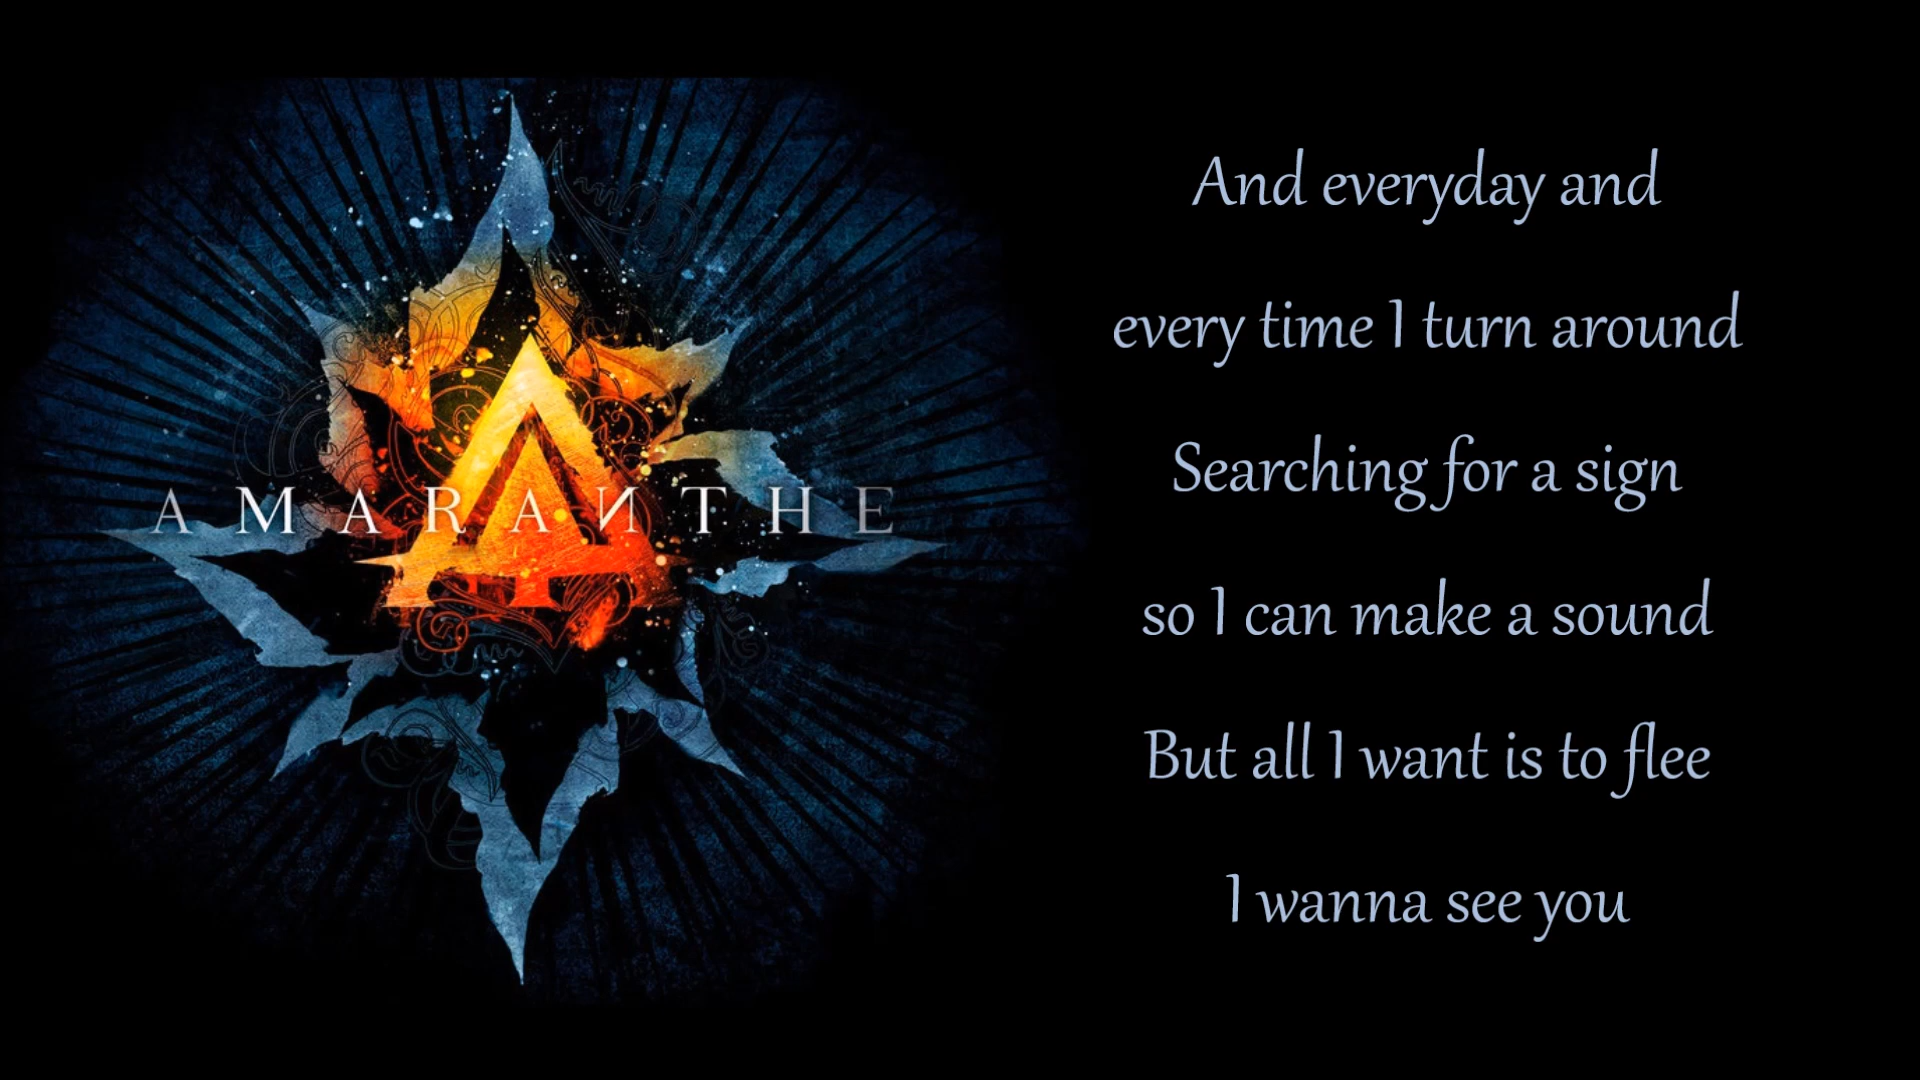 AMARAИTHE
And everyday and
every time I turn around
Searching for a sign
so I can make a sound
But all I want is to flee
I wanna see you